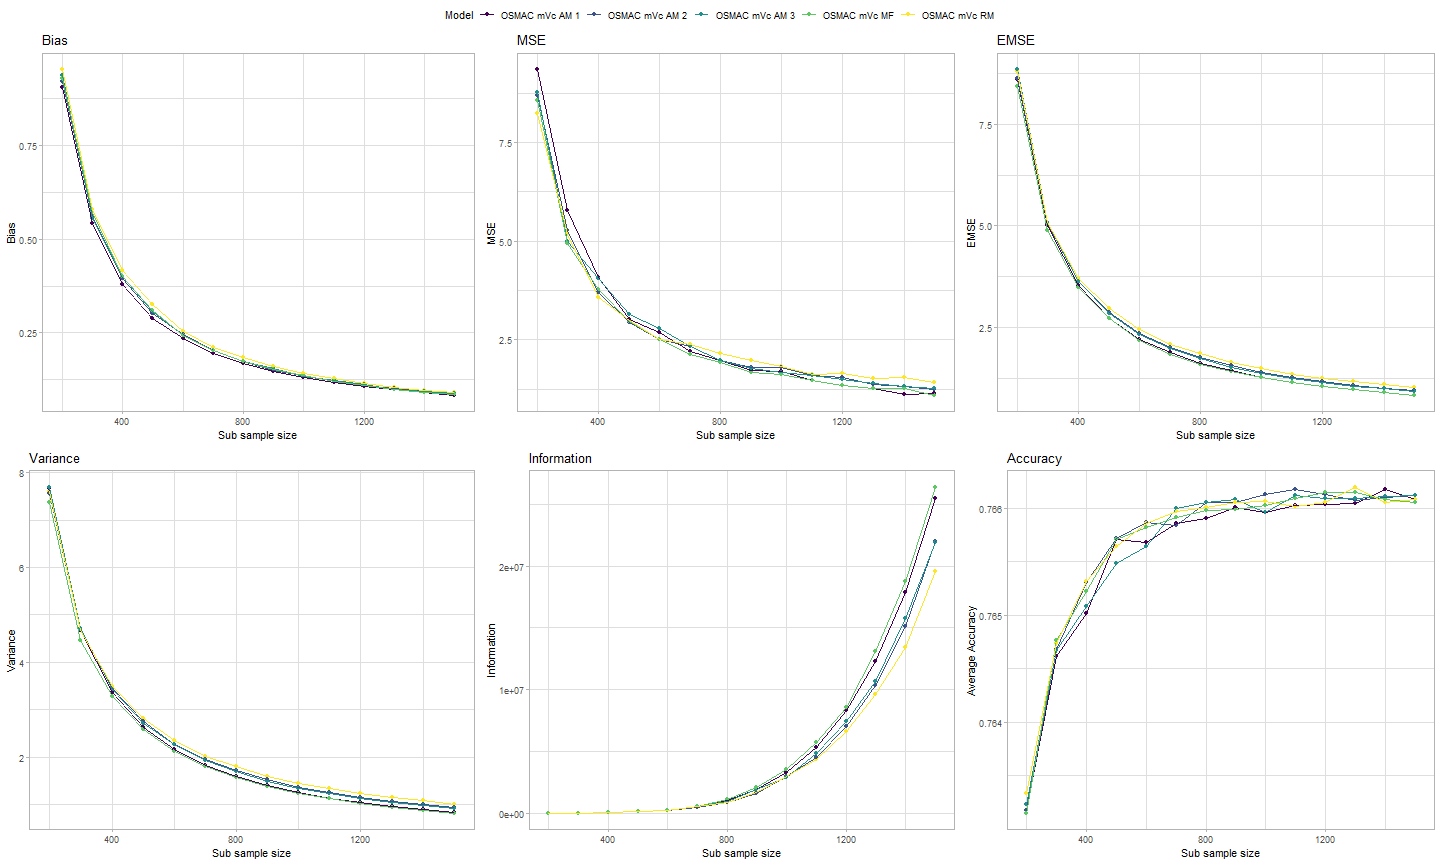 Model OSMAC mVc AM 1 OSMAC mVc AM 2 OSMAC mVc AM 3 OSMAC mVc MF OSMAC mVc RM
Bias
Bias
0.75
0.50
0.25
400 1200
Sub sample size
MSE
MSE
7.5
5.0
2.5
400 1200
Sub sample size
EMSE
EMSE
7.5
5.0
2.5
400 1200
Sub sample size
Variance
Variance
8
6
4
2
400 800 1200
Sub sample size
Information
Information
2e+07
1e+07
0e+00
400 800 1200
Sub sample size
Accuracy
Average Accuracy
0.766
0.765
0.764
400 800 1200
Sub sample size